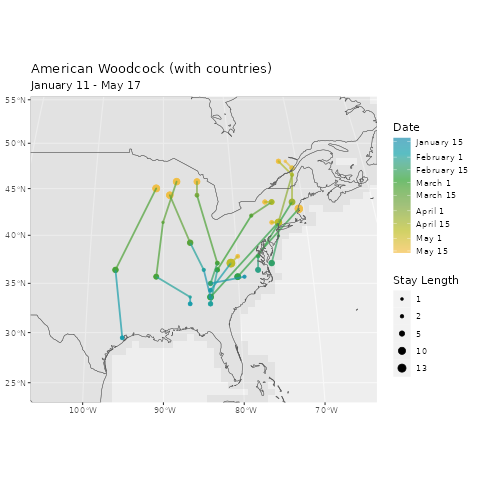 American Woodcock (with countries)
January 11 - May 17
55°N
50°N
45°N
40°N
35°N
30°N
25°N
100°W
90°W
80°W
70°W
Date
January 15
February 1
February 15
March 1
March 15
April 1
April 15
May 1
May 15
Stay Length
1
2
5
10
13